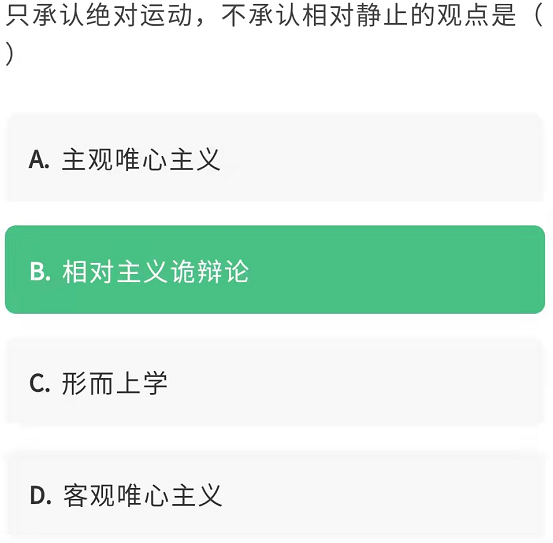 只承认绝对运动，不承认相对静止的观点是（
）
A. 主观唯心主义
B. 相对主义诡辩论
C. 形而上学
D. 客观唯心主义